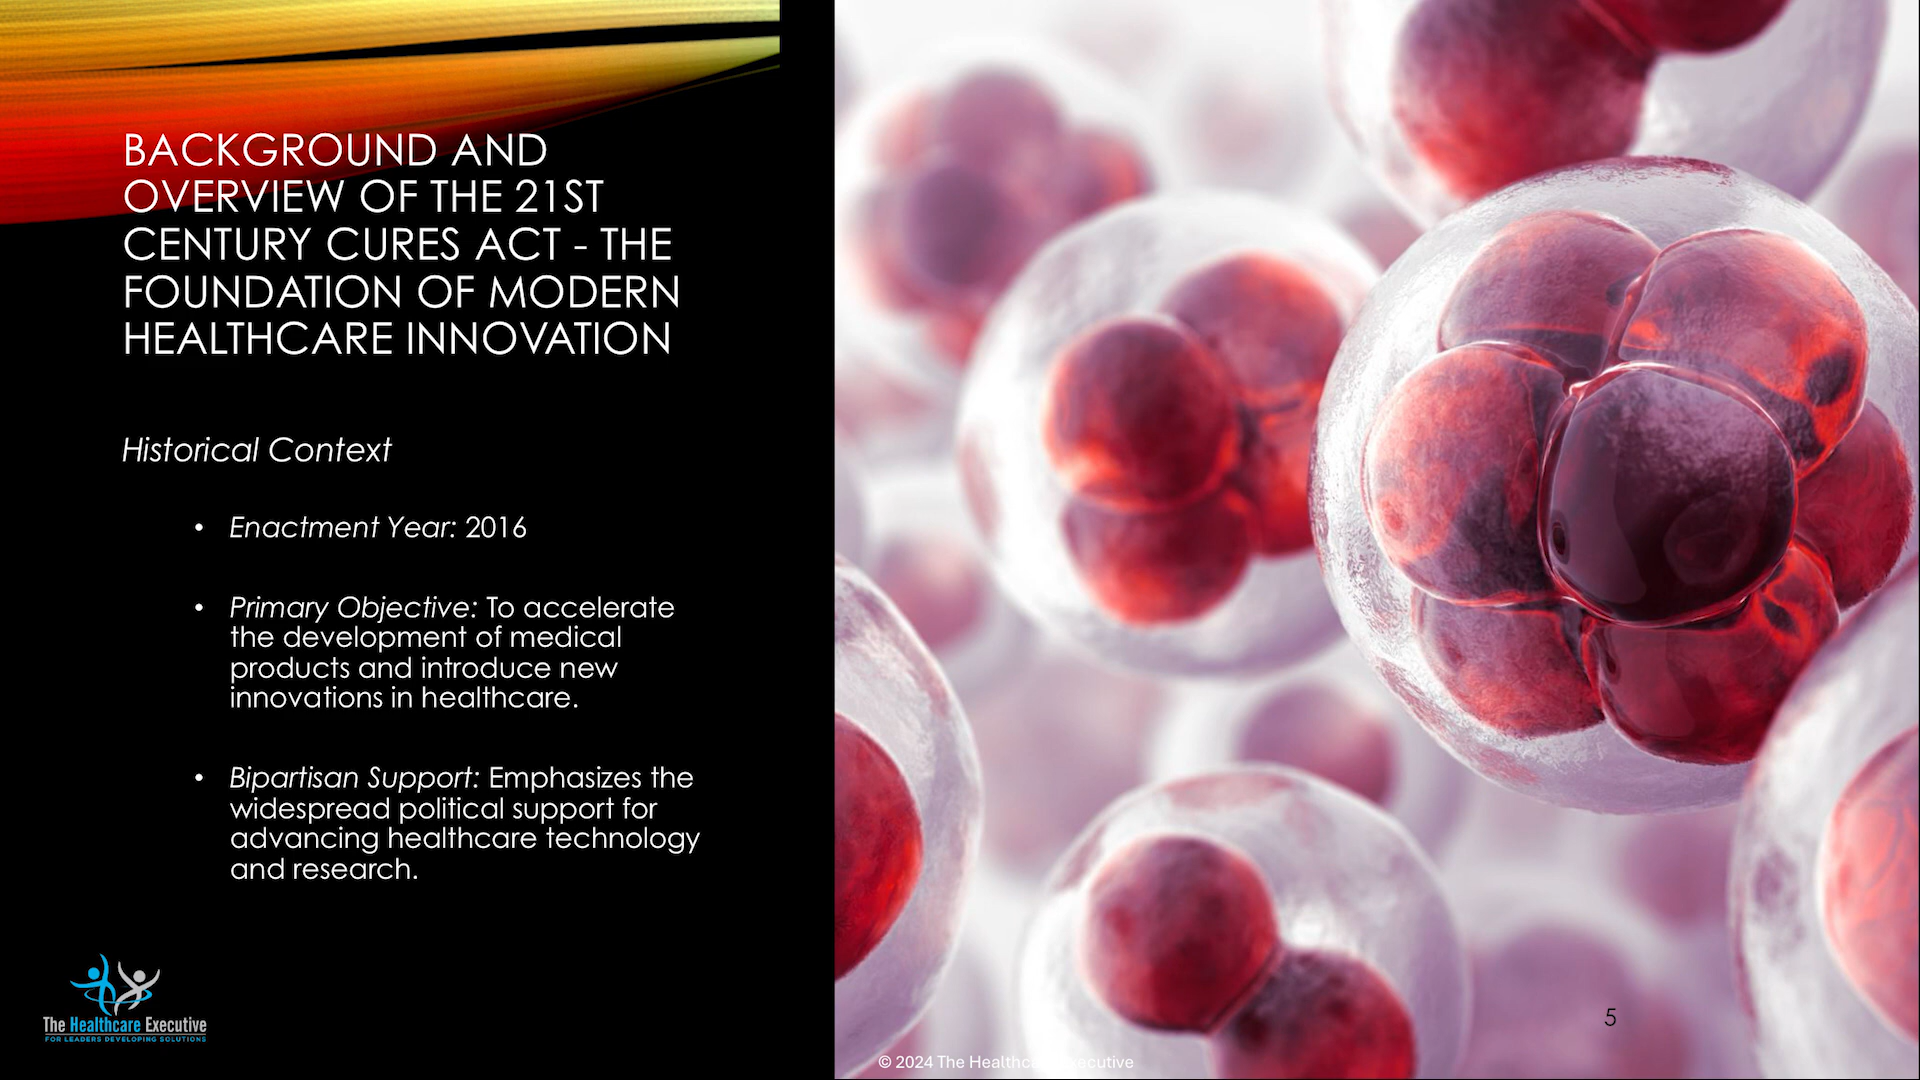 BACKGROUND AND
OVERVIEW OF THE 21ST
CENTURY CURES ACT - THE
FOUNDATION OF MODERN
HEALTHCARE INNOVATION
Historical Context
• Enactment Year: 2016
• Primary Objective: To accelerate
the development of medical
products and introduce new
innovations in healthcare.
• Bipartisan Support: Emphasizes the
widespread political support for
advancing healthcare technology
and research.
The Healthcare Executive
FOR LEADERS DEVELOPING SOLUTIONS
5
© 2024 The Healthcare Executive